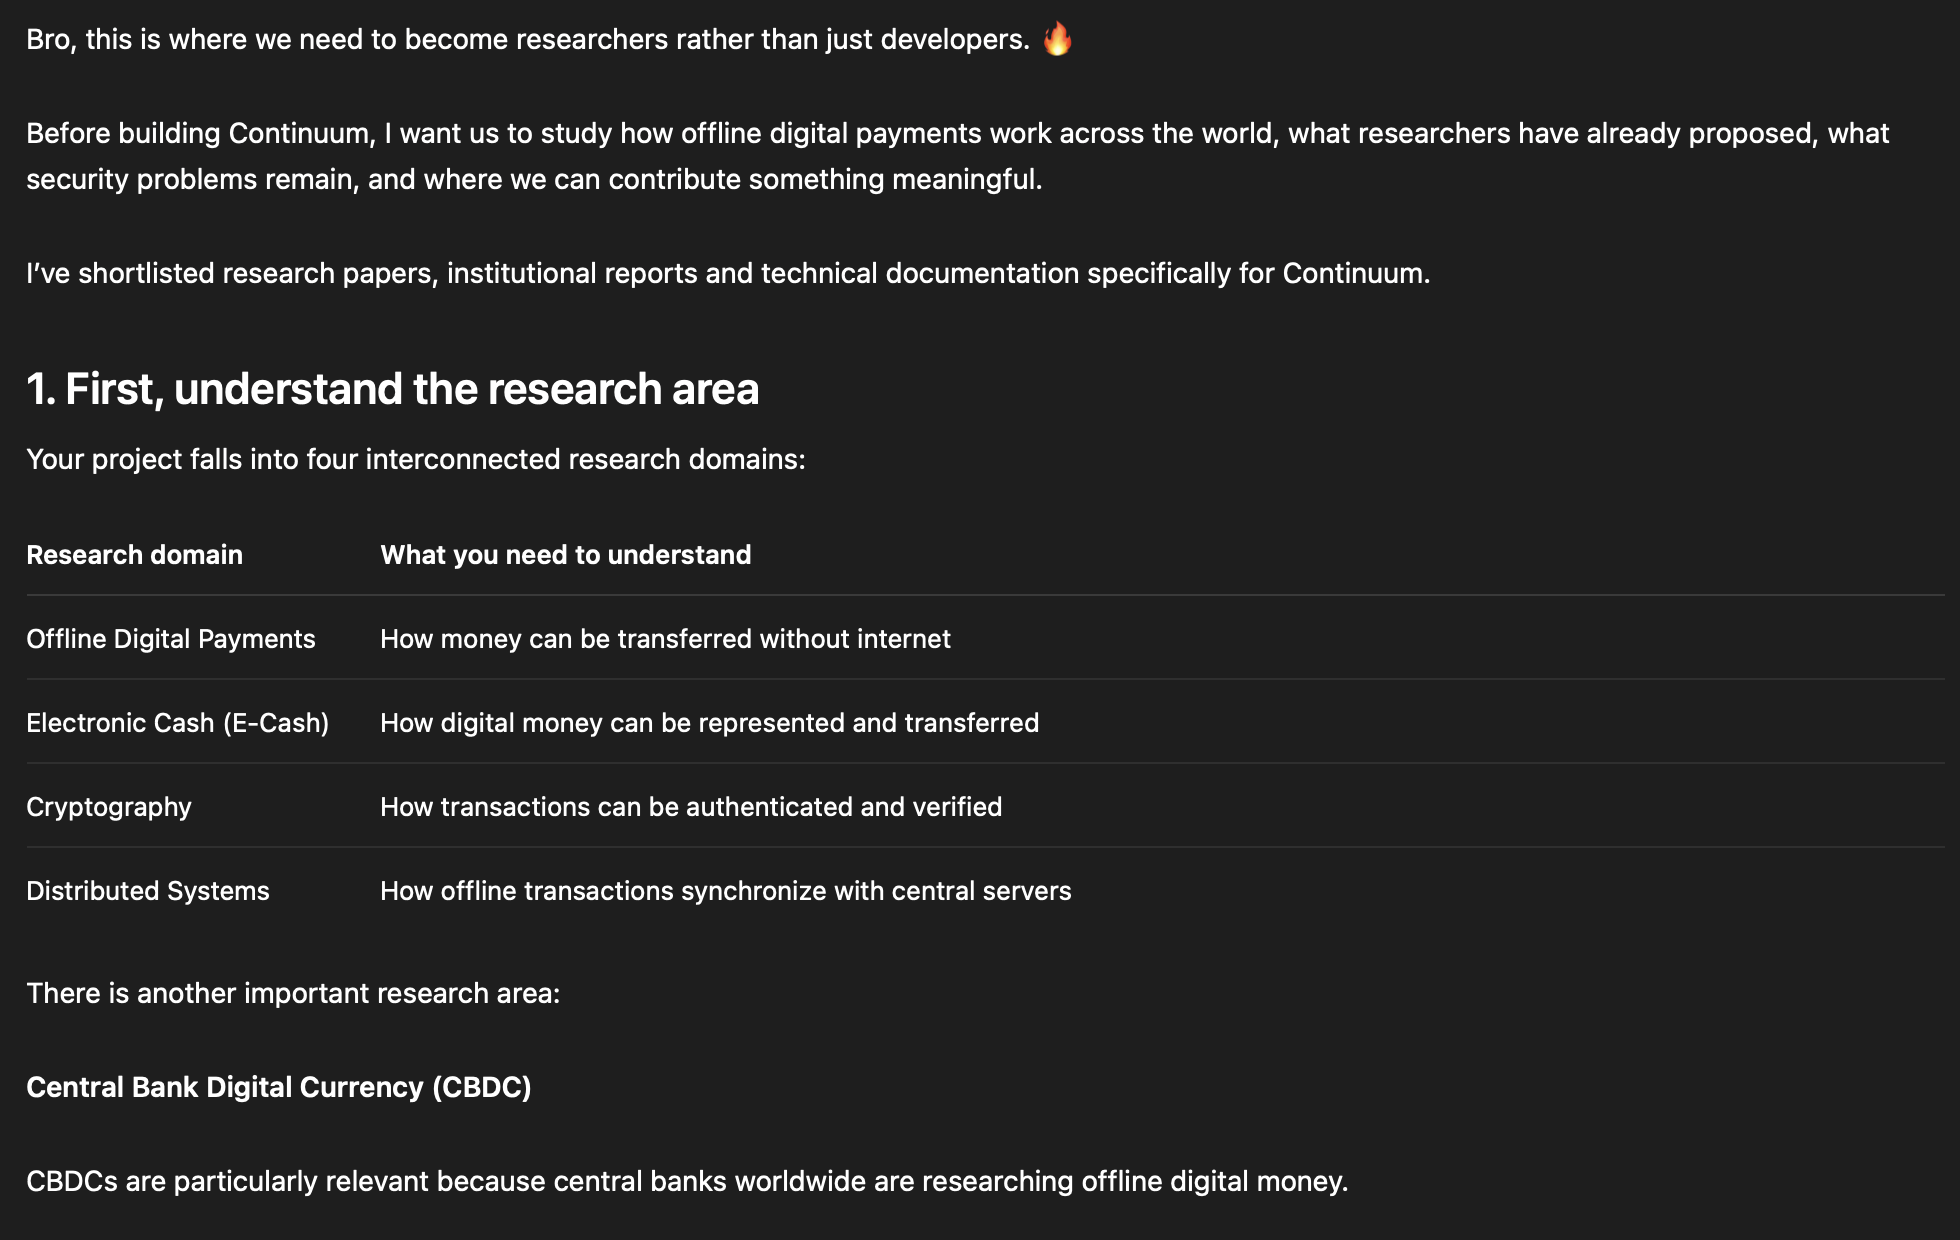 Bro, this is where we need to become researchers rather than just developers. 🔥
Before building Continuum, I want us to study how offline digital payments work across the world, what researchers have already proposed, what
security problems remain, and where we can contribute something meaningful.
I’ve shortlisted research papers, institutional reports and technical documentation specifically for Continuum.
1. First, understand the research area
Your project falls into four interconnected research domains:
Research domain What you need to understand
Offline Digital Payments How money can be transferred without internet
Electronic Cash (E-Cash) How digital money can be represented and transferred
Cryptography How transactions can be authenticated and verified
Distributed Systems How offline transactions synchronize with central servers
There is another important research area:
Central Bank Digital Currency (CBDC)
CBDCs are particularly relevant because central banks worldwide are researching offline digital money.